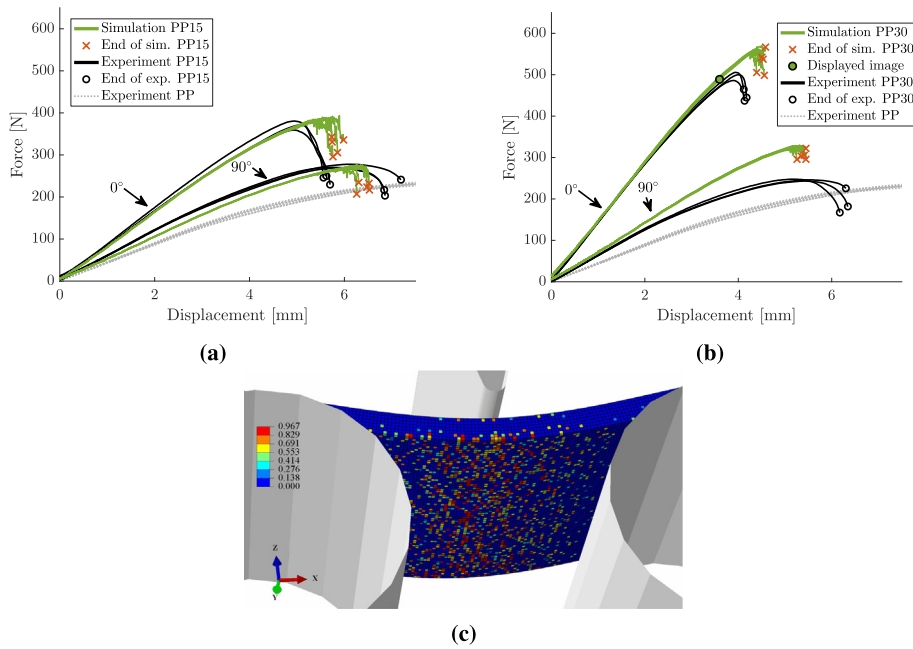 600
500
400
300
200
100
0
Force [N]
0 2 4 6
Displacement [mm]
Simulation PP15
End of sim. PP15
Experiment PP15
End of exp. PP15
Experiment PP
0°
90°
(a)
600
500
400
300
200
100
0
Force [N]
0 2 4 6
Displacement [mm]
Simulation PP30
End of sim. PP30
Displayed image
Experiment PP30
End of exp. PP30
Experiment PP
0°
90°
(b)
0.967
0.829
0.691
0.553
0.414
0.276
0.138
0.000
Z
X
Y
(c)